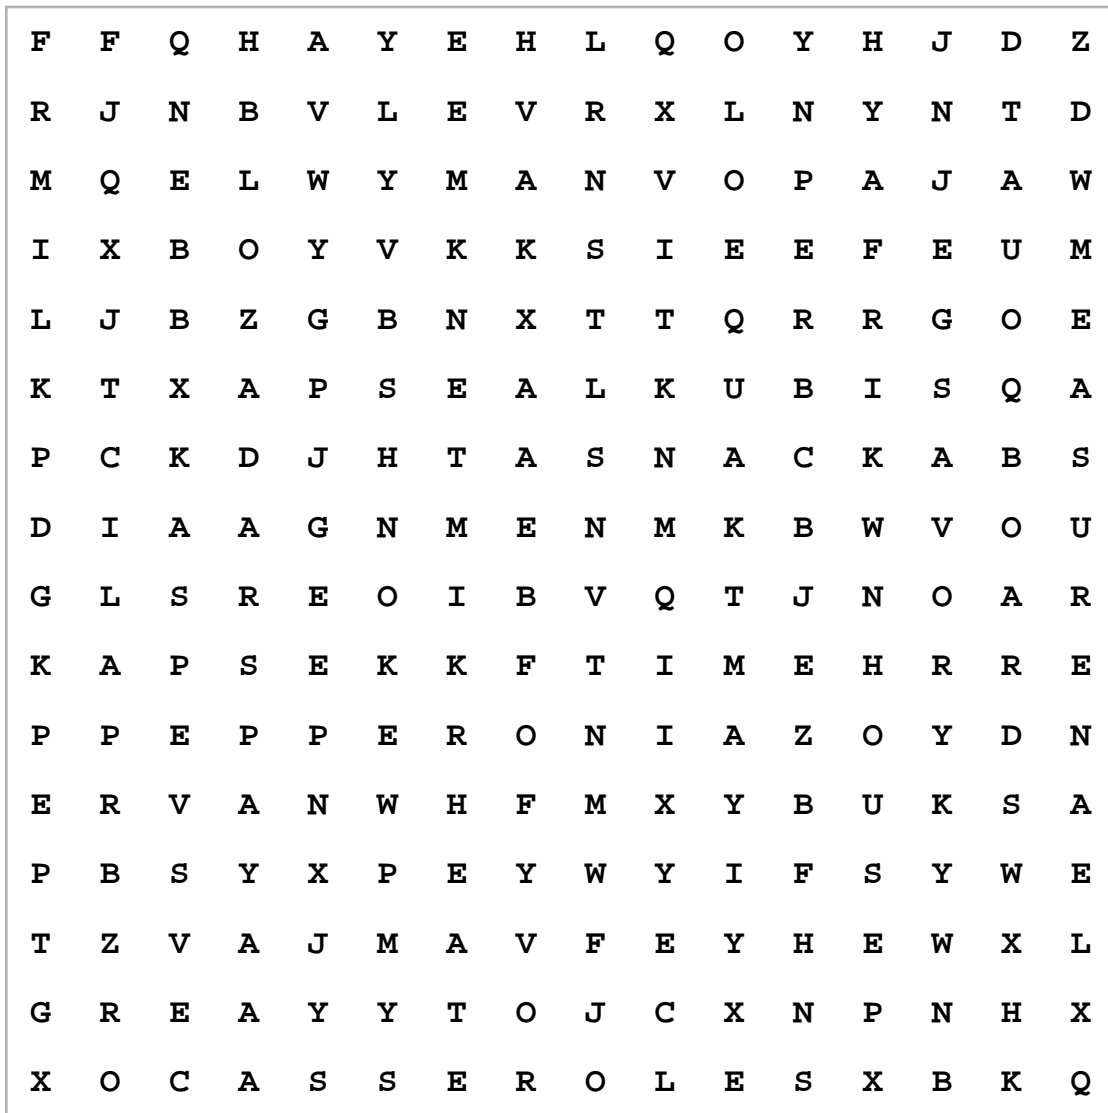 F F Q H A Y E H L Q O Y H J D Z
R J N B V L E V R X L N Y N T D
M Q E L W Y M A N V O P A J A W
I X B O Y V K K S I E E F E U M
L J B Z G B N X T T Q R R G O E
K T X A P S E A L K U B I S Q A
P C K D J H T A S N A C K A B S
D I A A G N M E N M K B W V O U
G L S R E O I B V Q T J N O A R
K A P S E K K F T I M E H R R E
P P E P P E R O N I A Z O Y D N
E R V A N W H F M X Y B U K S A
P B S Y X P E Y W Y I F S Y W E
T Z V A J M A V F E Y H E W X L
G R E A Y Y T O J C X N P N H X
X O C A S S E R O L E S X B K Q